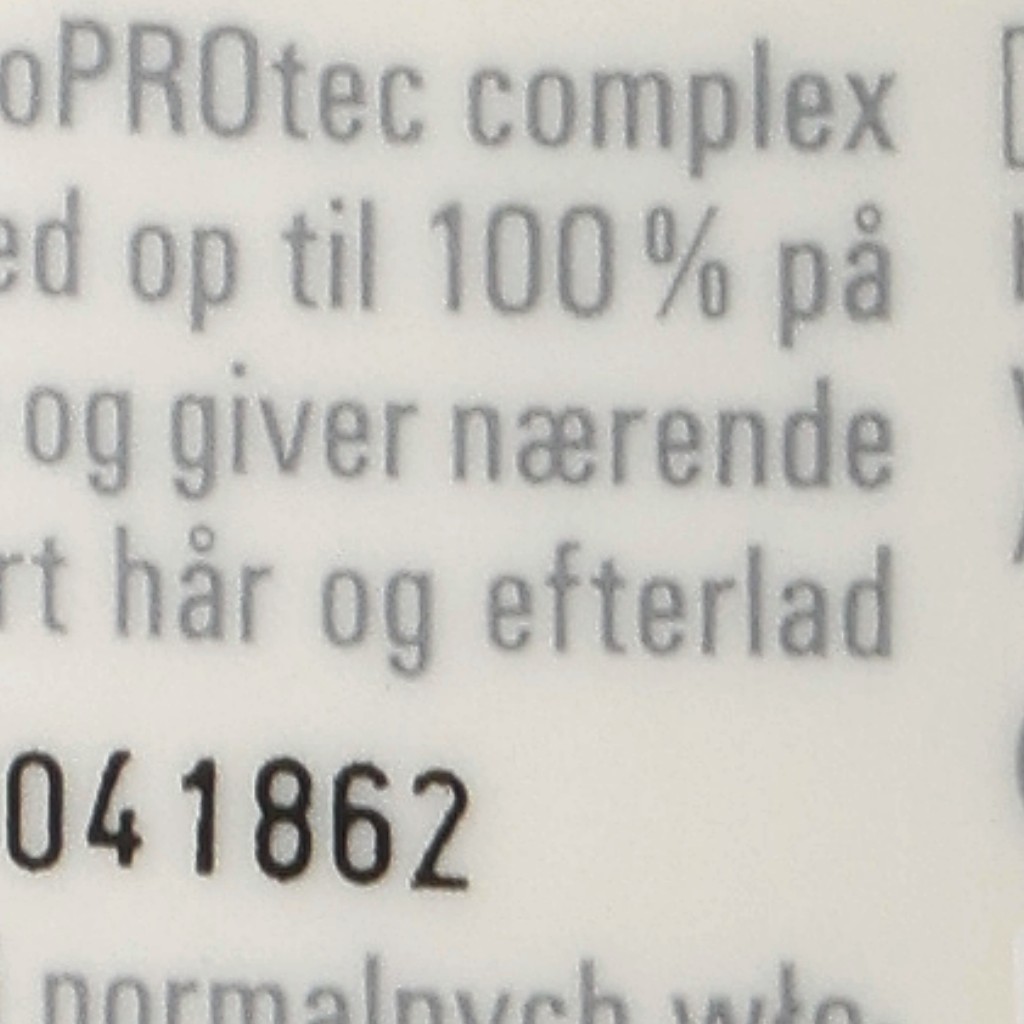 oPROtec complex
ed op til 100 % på
og giver nærende
rt hår og efterlad
041862
normalnych wło